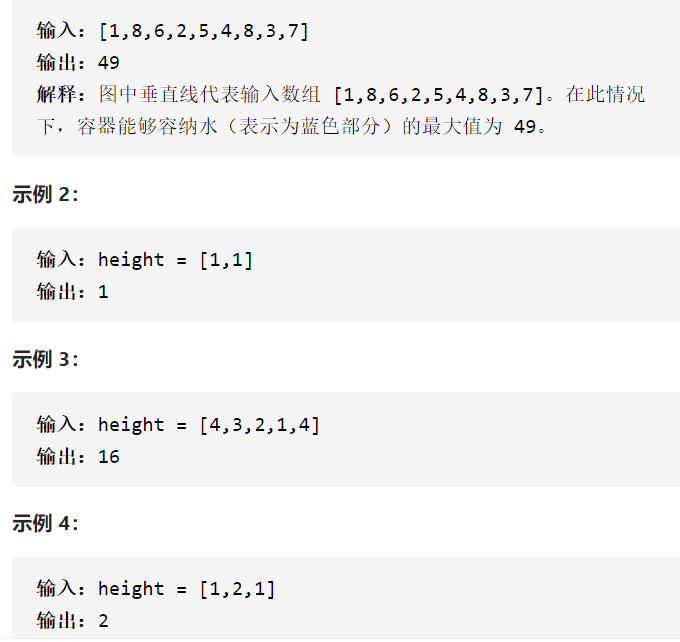 输入：[1,8,6,2,5,4,8,3,7]
输出：49
解释：图中垂直线代表输入数组 [1,8,6,2,5,4,8,3,7]。在此情况
下，容器能够容纳水（表示为蓝色部分）的最大值为 49。
示例 2：
输入：height = [1,1]
输出：1
示例 3：
输入：height = [4,3,2,1,4]
输出：16
示例 4：
输入：height = [1,2,1]
输出：2